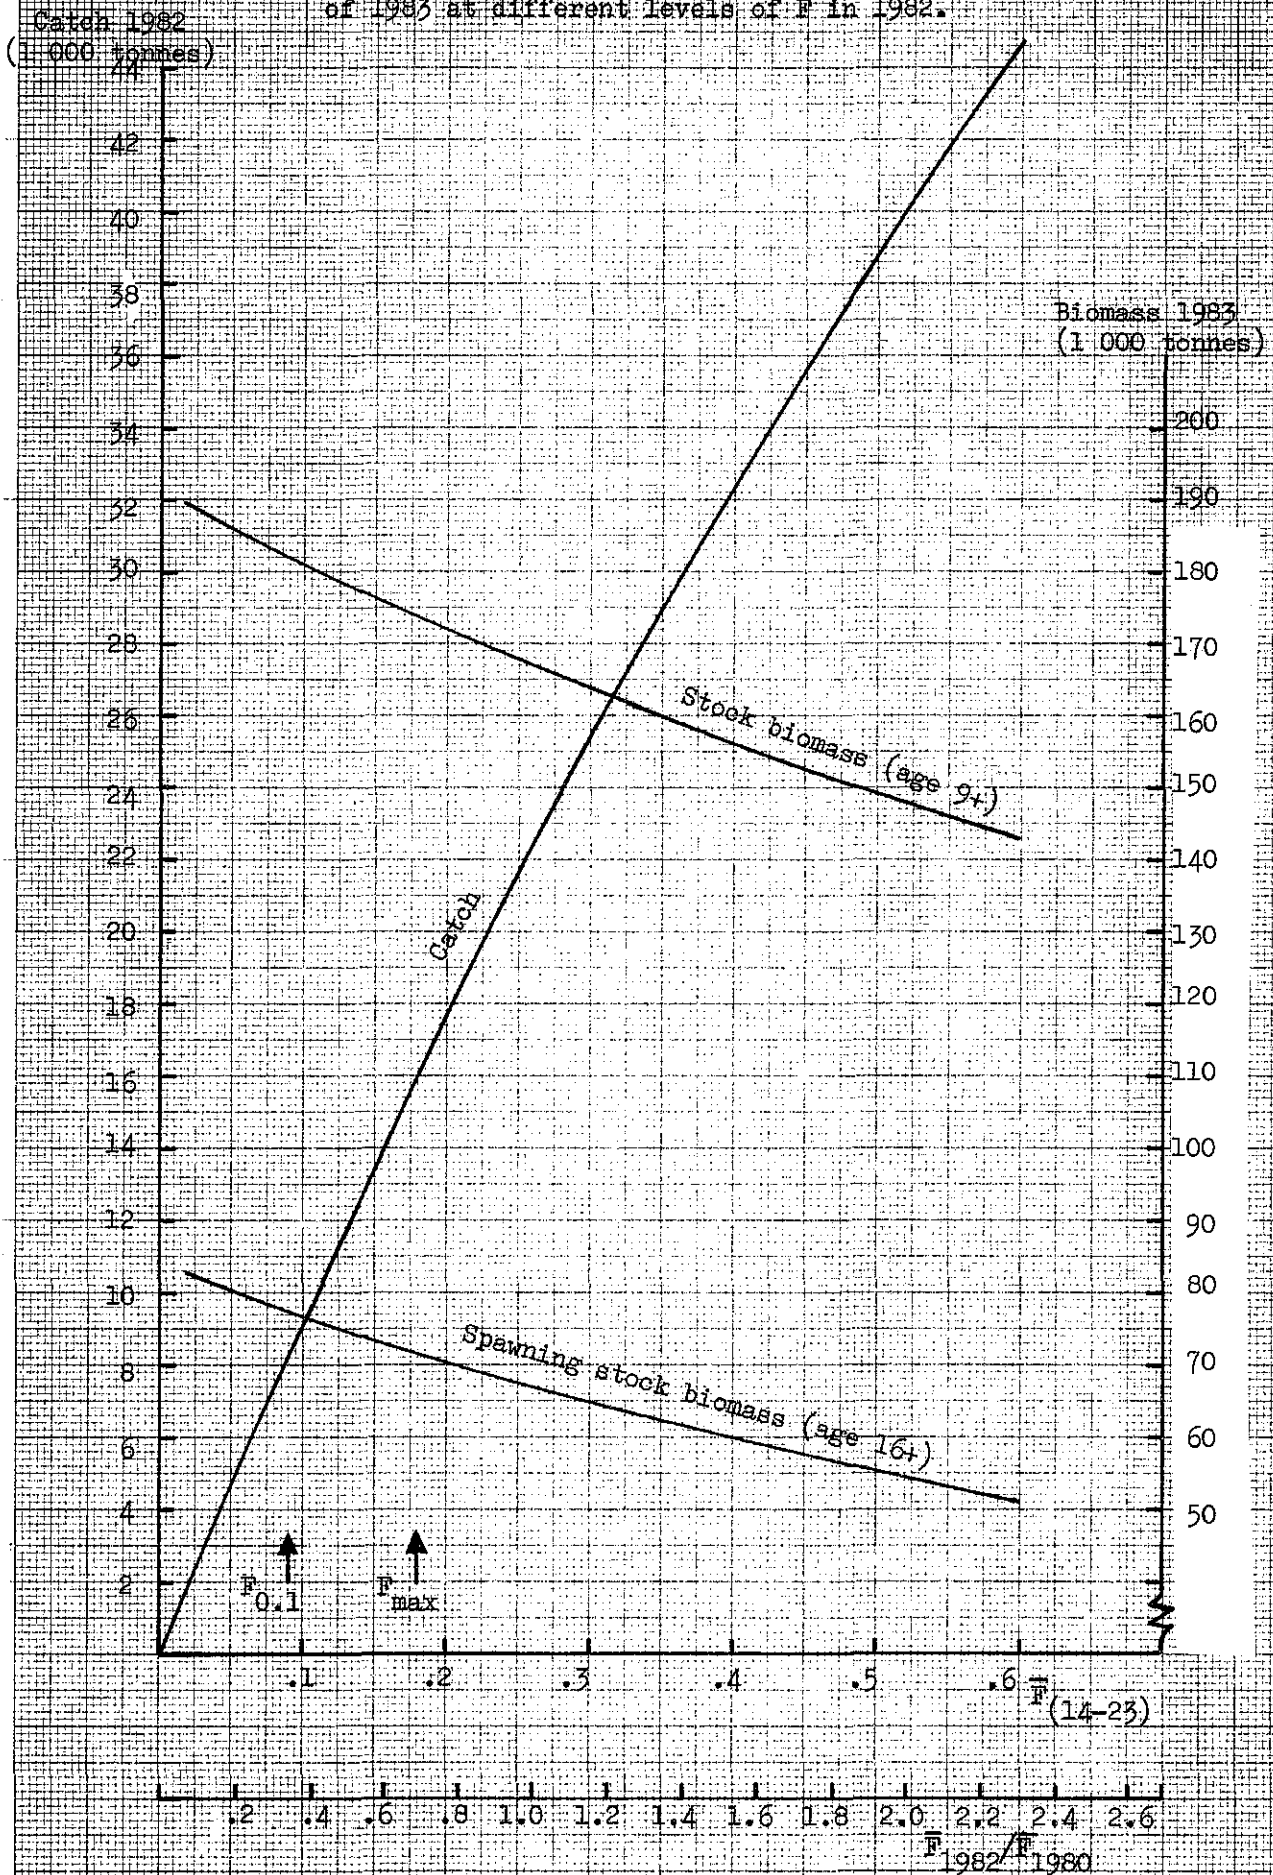 of 1983 at different levels of F in 1982.
Catch 1982
(1 000 tonnes)
44
42
40
38
36
34
32
30
28
26
24
22
20
18
16
14
12
10
8
6
4
2
Biomass 1983
(1 000 tonnes)
200
190
180
170
160
150
140
130
120
110
100
90
80
70
60
50
Stock biomass (age 9+)
Catch
Spawning stock biomass (age 16+)
F0.1
Fmax
.1 .2 .3 .4 .5 .6 F̅(14-23)
.2 .4 .6 .8 1.0 1.2 1.4 1.6 1.8 2.0 2.2 2.4 2.6
F̅1982/F̅1980